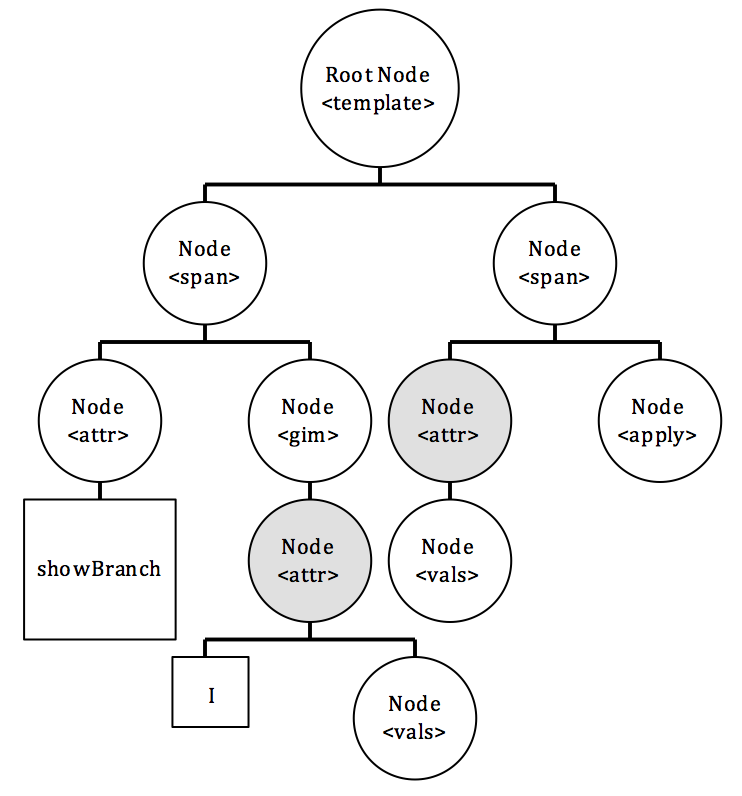 Root Node
<template>
Node
<span>
Node
<span>
Node
<attr>
Node
<gim>
Node
<attr>
Node
<apply>
showBranch
Node
<attr>
Node
<vals>
I
Node
<vals>